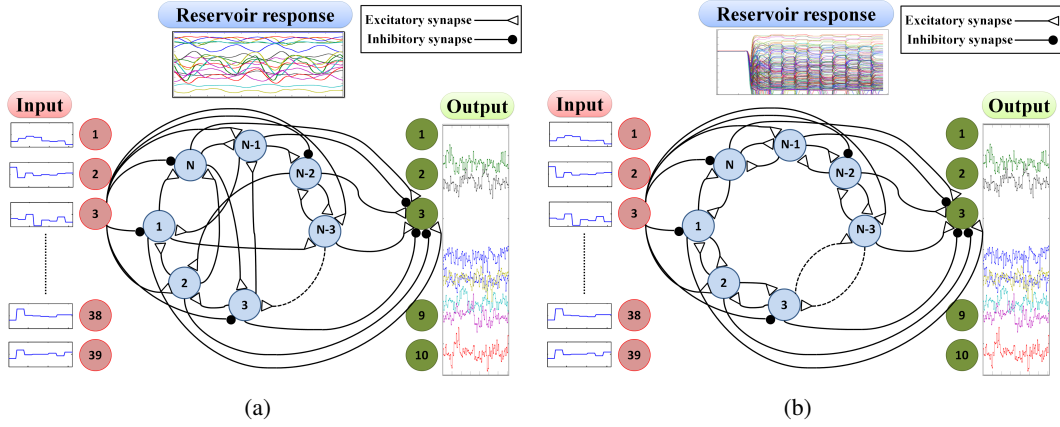 Reservoir response
Excitatory synapse
Inhibitory synapse
Input
Output
1
2
3
38
39
N
N-1
N-2
N-3
1
2
3
1
2
3
9
10
(a)
Reservoir response
Excitatory synapse
Inhibitory synapse
Input
Output
1
2
3
38
39
N
N-1
N-2
N-3
1
2
3
1
2
3
9
10
(b)